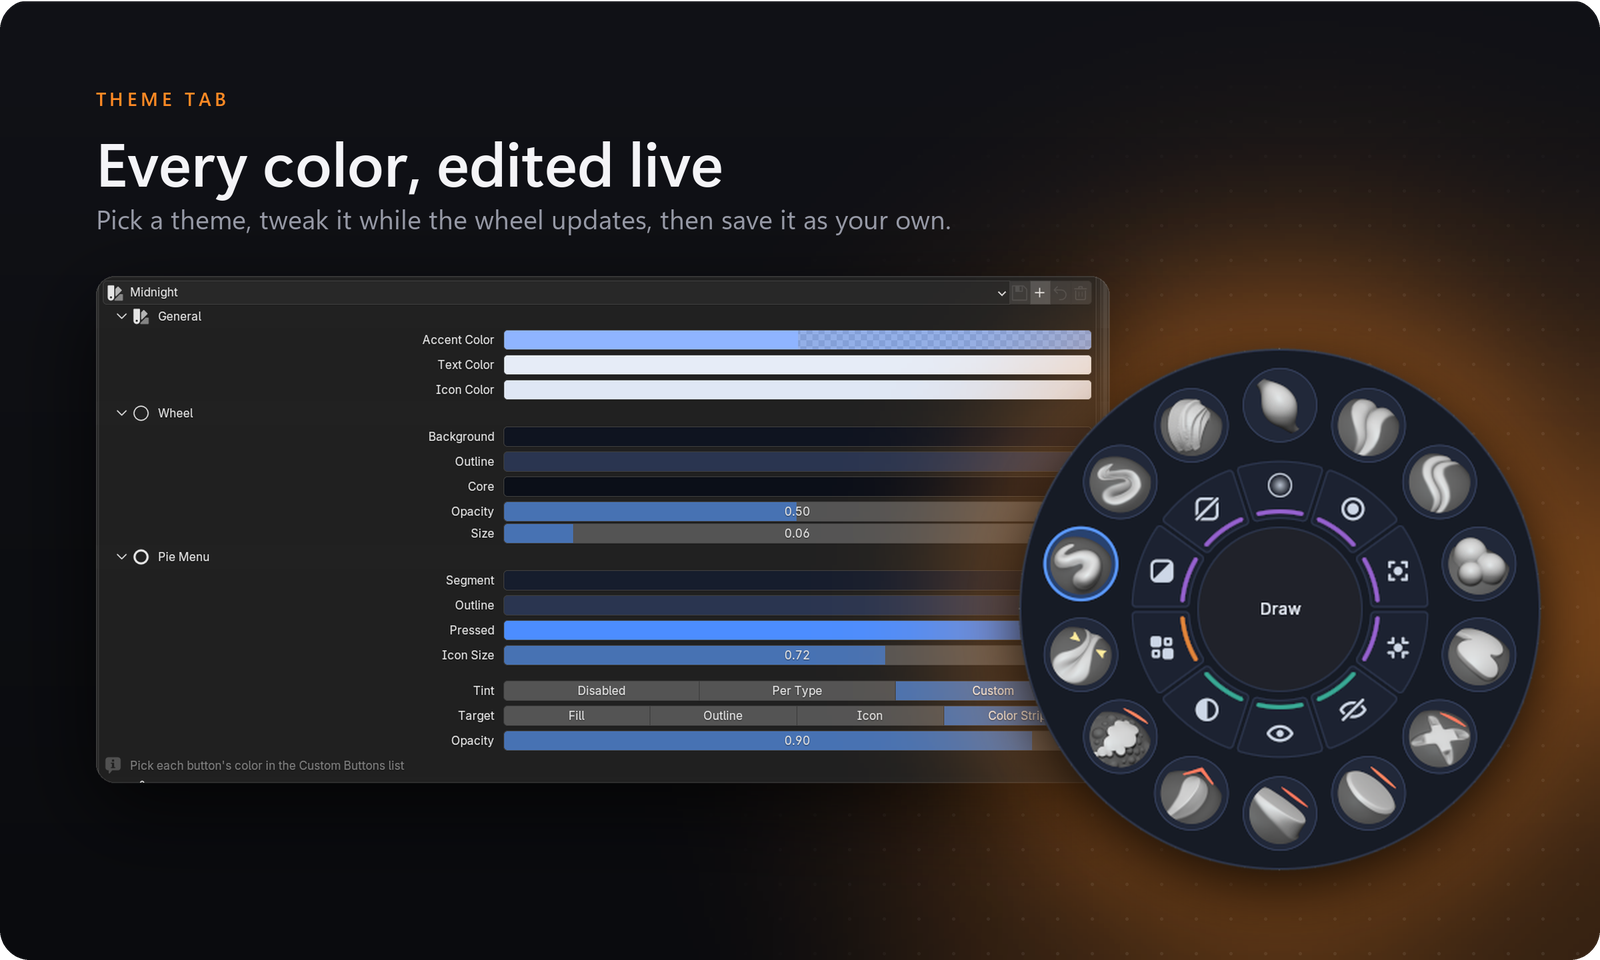 THEME TAB
Every color, edited live
Pick a theme, tweak it while the wheel updates, then save it as your own.
Midnight
General
Accent Color
Text Color
Icon Color
Wheel
Background
Outline
Core
Opacity 0.50
Size 0.06
Pie Menu
Segment
Outline
Pressed
Icon Size 0.72
Tint Disabled Per Type Custom
Target Fill Outline Icon Color Strip
Opacity 0.90
Pick each button's color in the Custom Buttons list
Draw